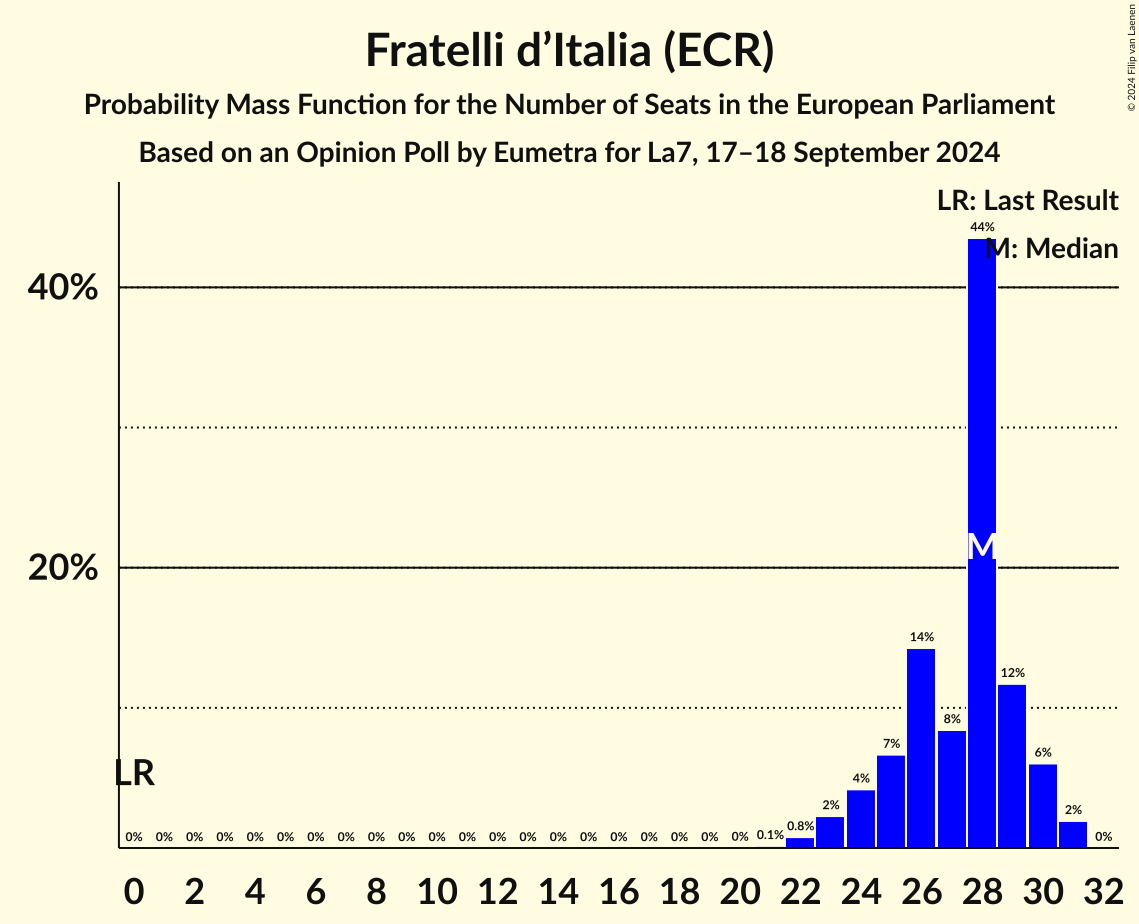 © 2024 Filip van Laenen
Fratelli d’Italia (ECR)
Probability Mass Function for the Number of Seats in the European Parliament
Based on an Opinion Poll by Eumetra for La7, 17–18 September 2024
LR: Last Result
44%
M: Median
40%
M
20%
14%
12%
8%
7%
6%
LR
4%
2%
2%
0% 0% 0% 0% 0% 0% 0% 0% 0% 0% 0% 0% 0% 0% 0% 0% 0% 0% 0% 0% 0% 0.1% 0.8% 0%
0 2 4 6 8 10 12 14 16 18 20 22 24 26 28 30 32